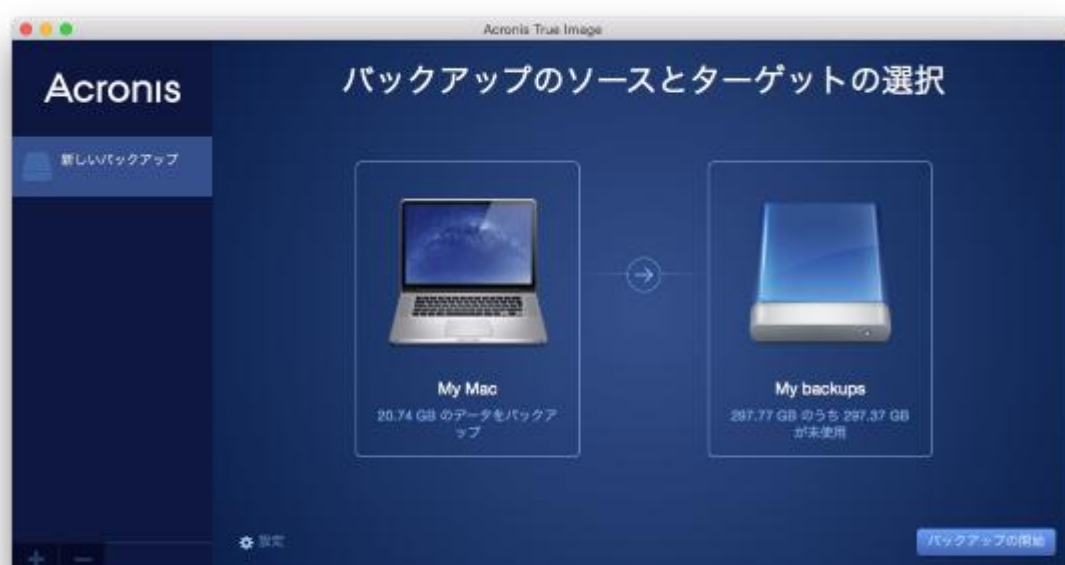 Acronis True Image
Acronis
バックアップのソースとターゲットの選択
新しいバックアップ
My Mac
20.74 GB のデータをバックア
ップ
My backups
297.77 GB のうち 297.37 GB
が未使用
設定
バックアップの開始